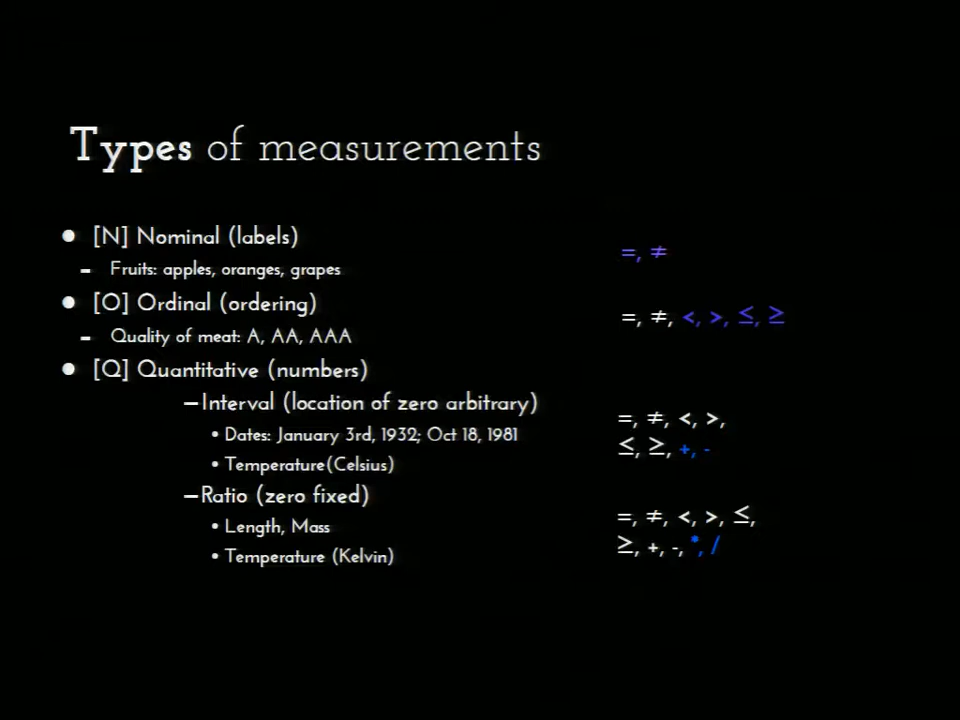 Types of measurements
• [N] Nominal (labels)
=, ≠
– Fruits: apples, oranges, grapes
• [O] Ordinal (ordering)
=, ≠, <, >, ≤, ≥
– Quality of meat: A, AA, AAA
• [Q] Quantitative (numbers)
–Interval (location of zero arbitrary)
=, ≠, <, >,
≤, ≥, +, -
• Dates: January 3rd, 1932; Oct 18, 1981
• Temperature(Celsius)
–Ratio (zero fixed)
=, ≠, <, >, ≤,
≥, +, -, *, /
• Length, Mass
• Temperature (Kelvin)